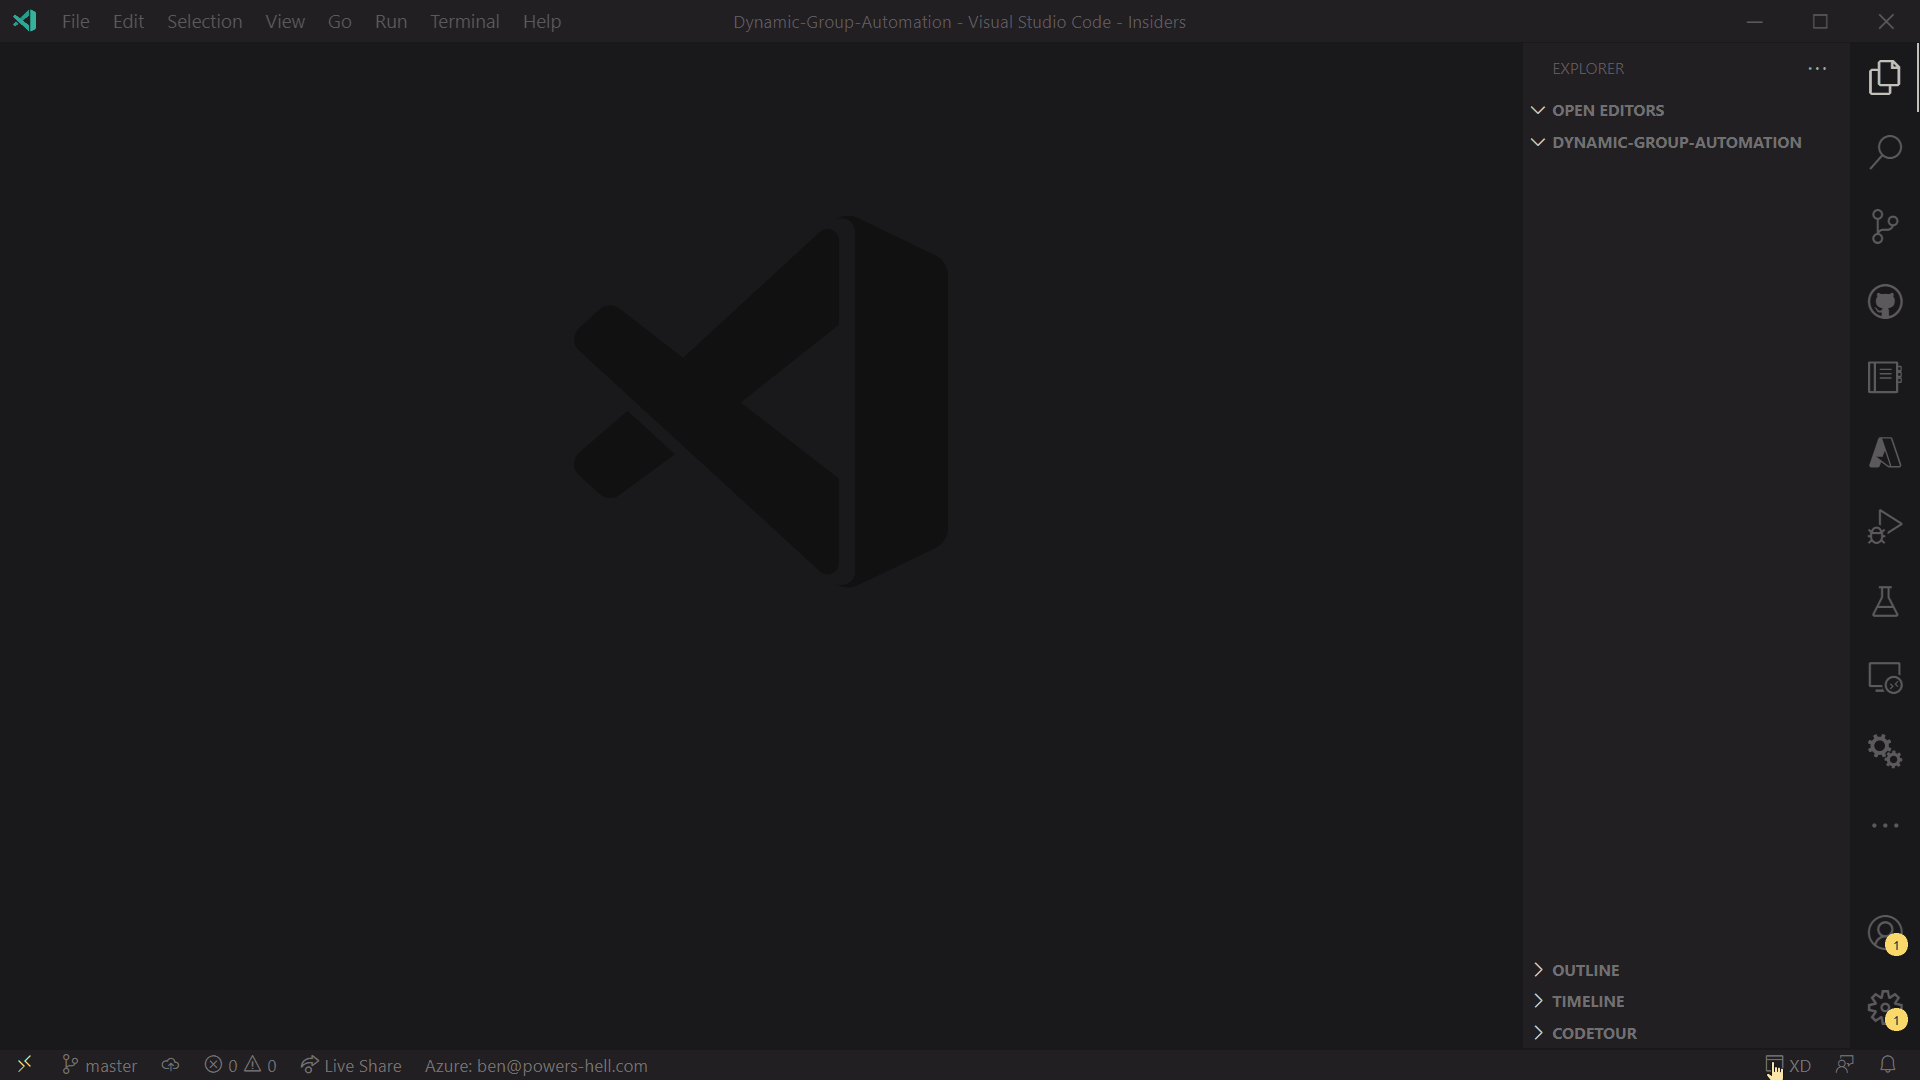 File Edit Selection View Go Run Terminal Help
Dynamic-Group-Automation - Visual Studio Code - Insiders
EXPLORER
OPEN EDITORS
DYNAMIC-GROUP-AUTOMATION
1
1
OUTLINE
TIMELINE
CODETOUR
master 0 0 Live Share Azure: ben@powers-hell.com XD